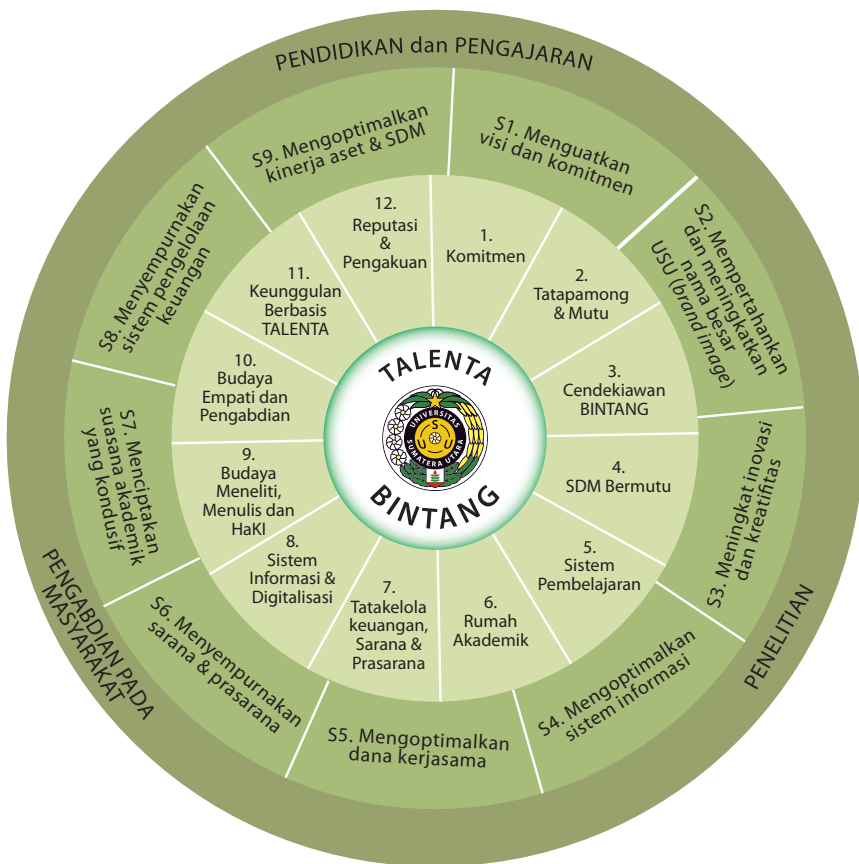 PENDIDIKAN dan PENGAJARAN
S1. Menguatkan
visi dan komitmen
S2. Mempertahankan
dan meningkatkan
nama besar
USU (brand image)
S3. Meningkat inovasi
dan kreatifitas
S4. Mengoptimalkan
sistem informasi
S5. Mengoptimalkan
dana kerjasama
S6. Menyempurnakan
sarana & prasarana
S7. Menciptakan
suasana akademik
yang kondusif
S8. Menyempurnakan
sistem pengelolaan
keuangan
S9. Mengoptimalkan
kinerja aset & SDM
1.
Komitmen
2.
Tatapamong
& Mutu
3.
Cendekiawan
BINTANG
4.
SDM Bermutu
5.
Sistem
Pembelajaran
6.
Rumah
Akademik
7.
Tatakelola
keuangan,
Sarana &
Prasarana
8.
Sistem
Informasi &
Digitalisasi
9.
Budaya
Meneliti,
Menulis dan
HaKI
10.
Budaya
Empati dan
Pengabdian
11.
Keunggulan
Berbasis
TALENTA
12.
Reputasi
&
Pengakuan
TALENTA
UNIVERSITAS
U S U
SUMATERA UTARA
BINTANG
PENELITIAN
PENGABDIAN PADA
MASYARAKAT